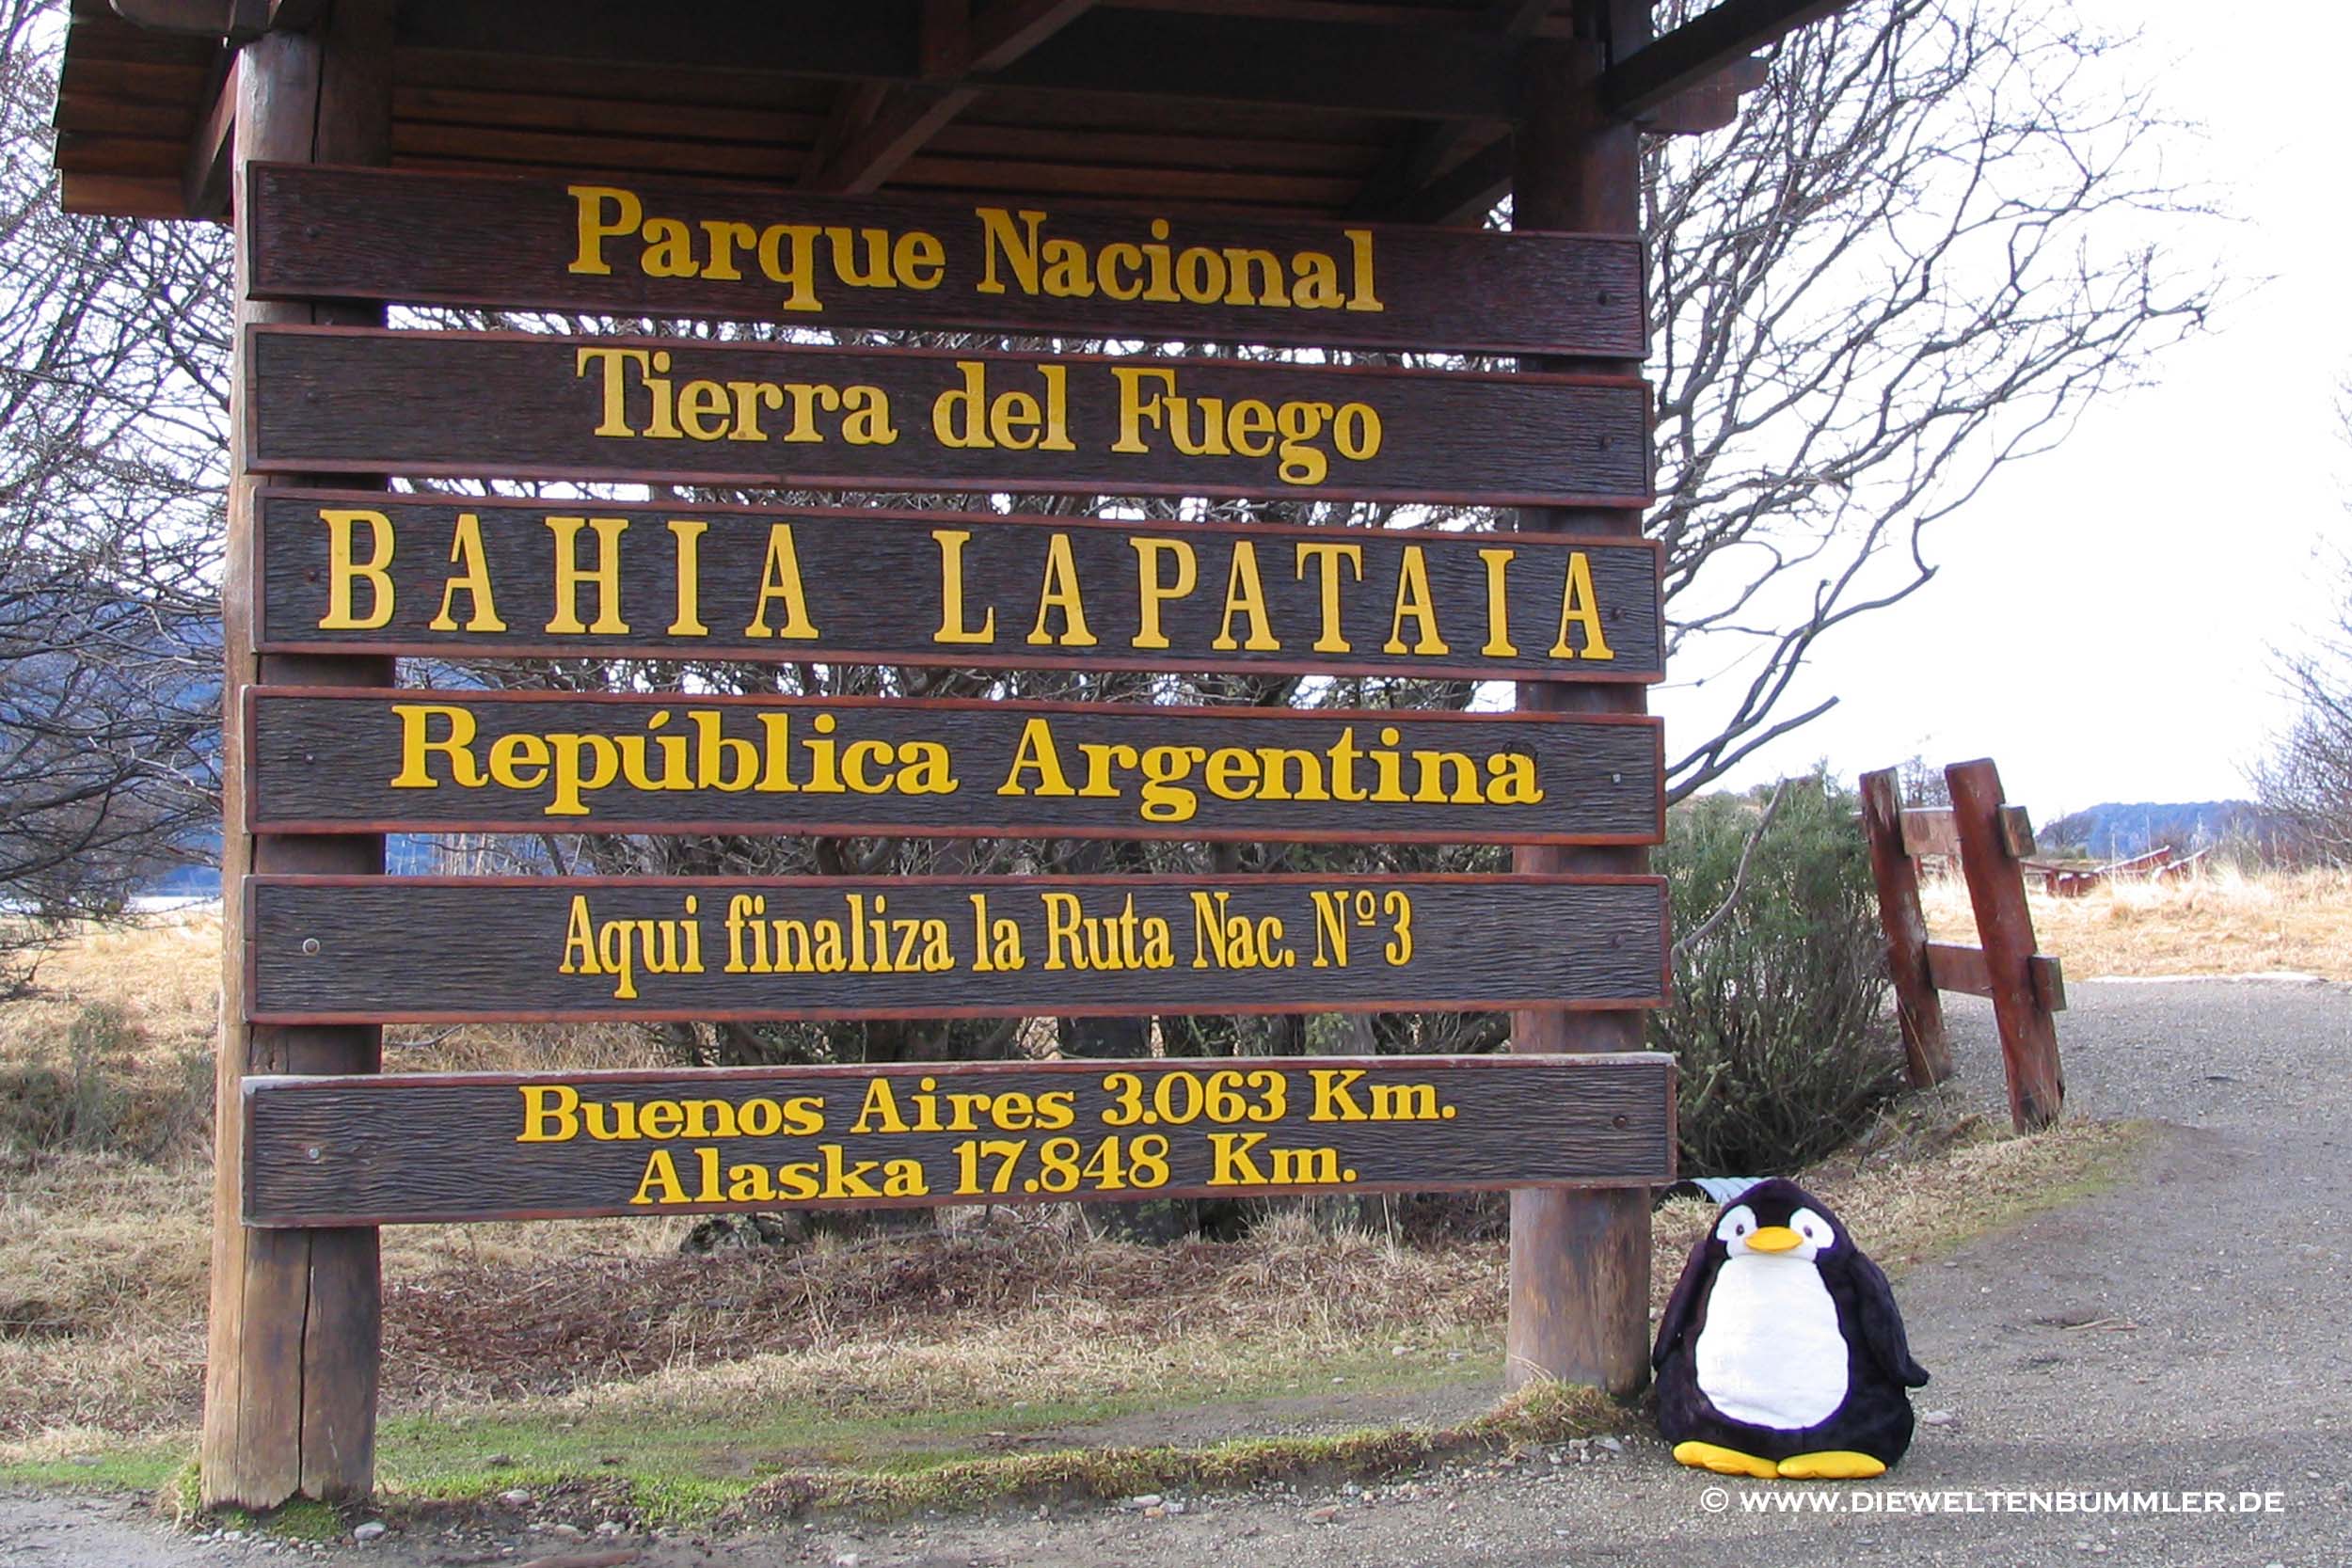 Parque Nacional
Tierra del Fuego
BAHIA LAPATAIA
República Argentina
Aqui finaliza la Ruta Nac. Nº3
Buenos Aires 3.063 Km.
Alaska 17.848 Km.
© WWW.DIEWELTENBUMMLER.DE